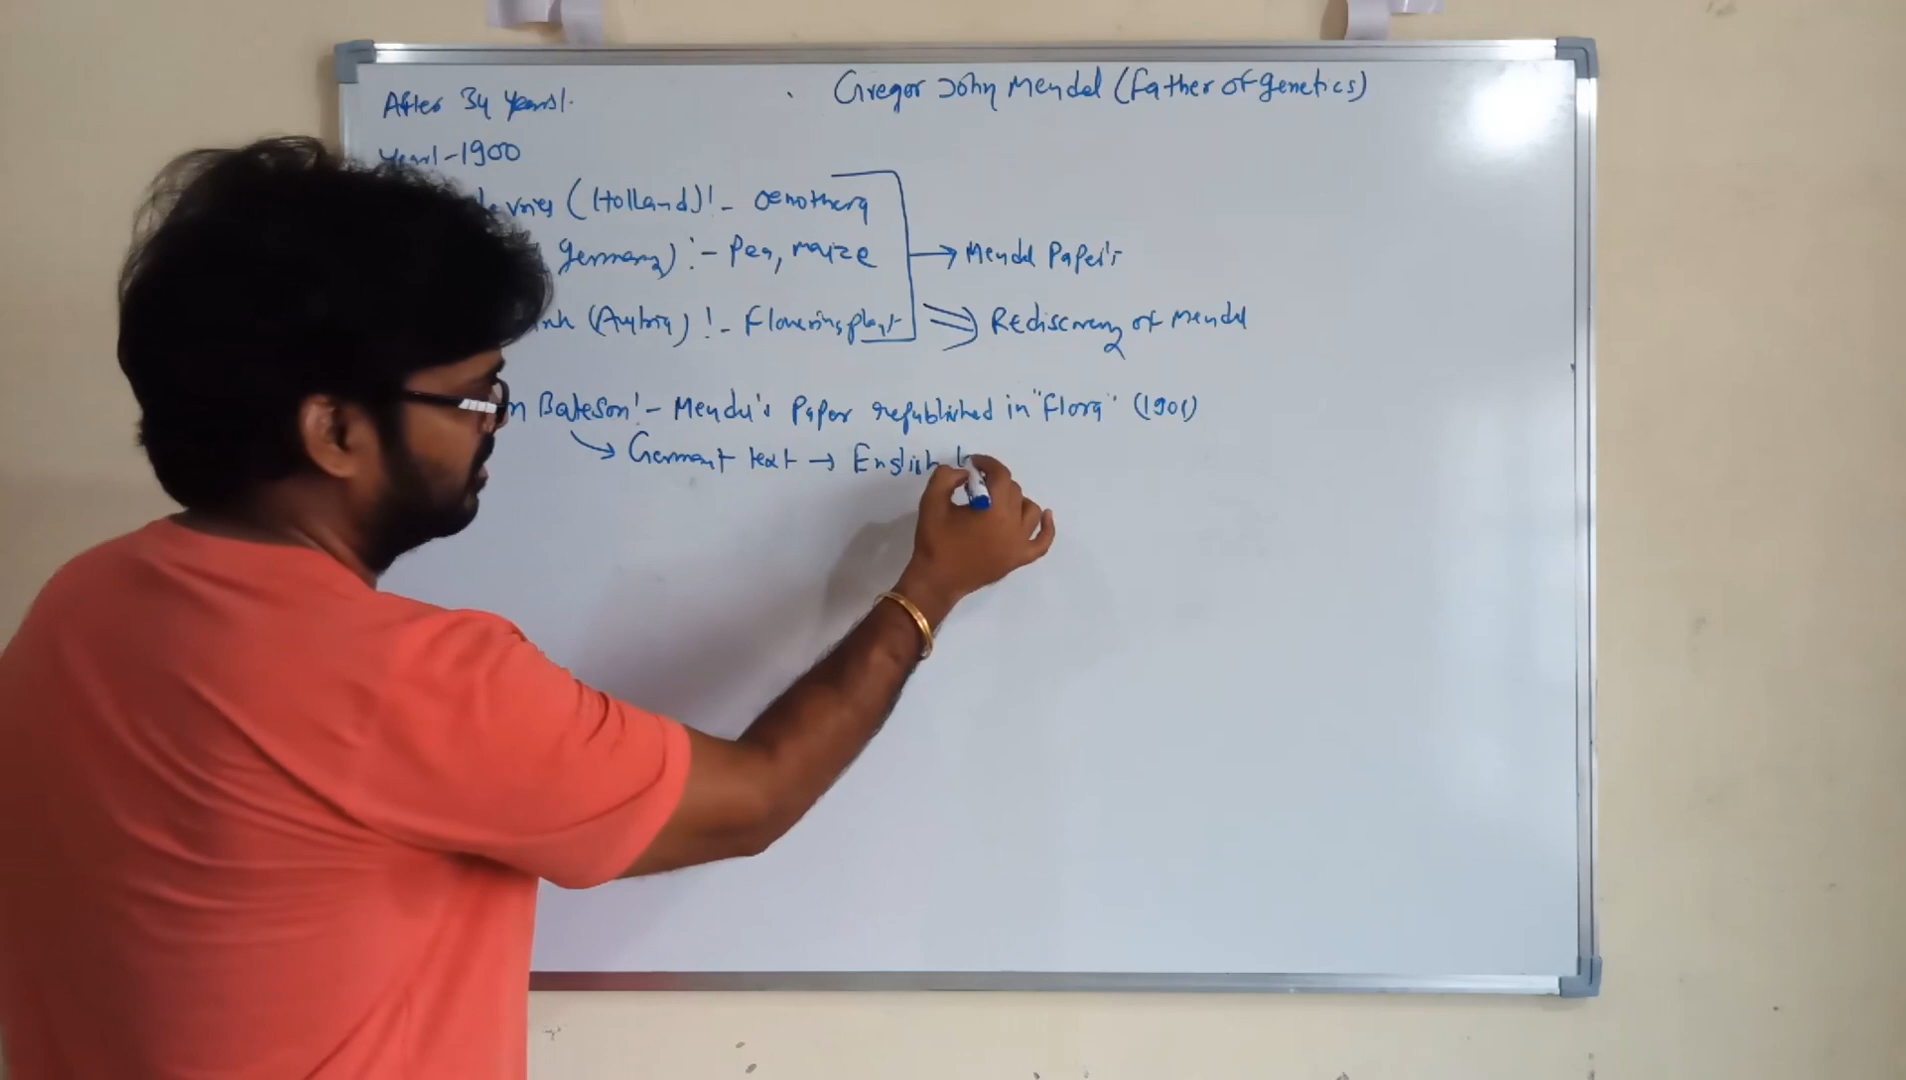 Gregor John Mendel (Father of genetics)
After 34 years!-
Year!-1900
vries (Holland)!- Oenothera
Germany):- Pea, maize
(Austria)!- Flowering plant
→ Mendel Paper's
⇒ Rediscovery of Mendel
Bateson!- Mendel's Paper republished in "Flora" (1901)
→ German text → English